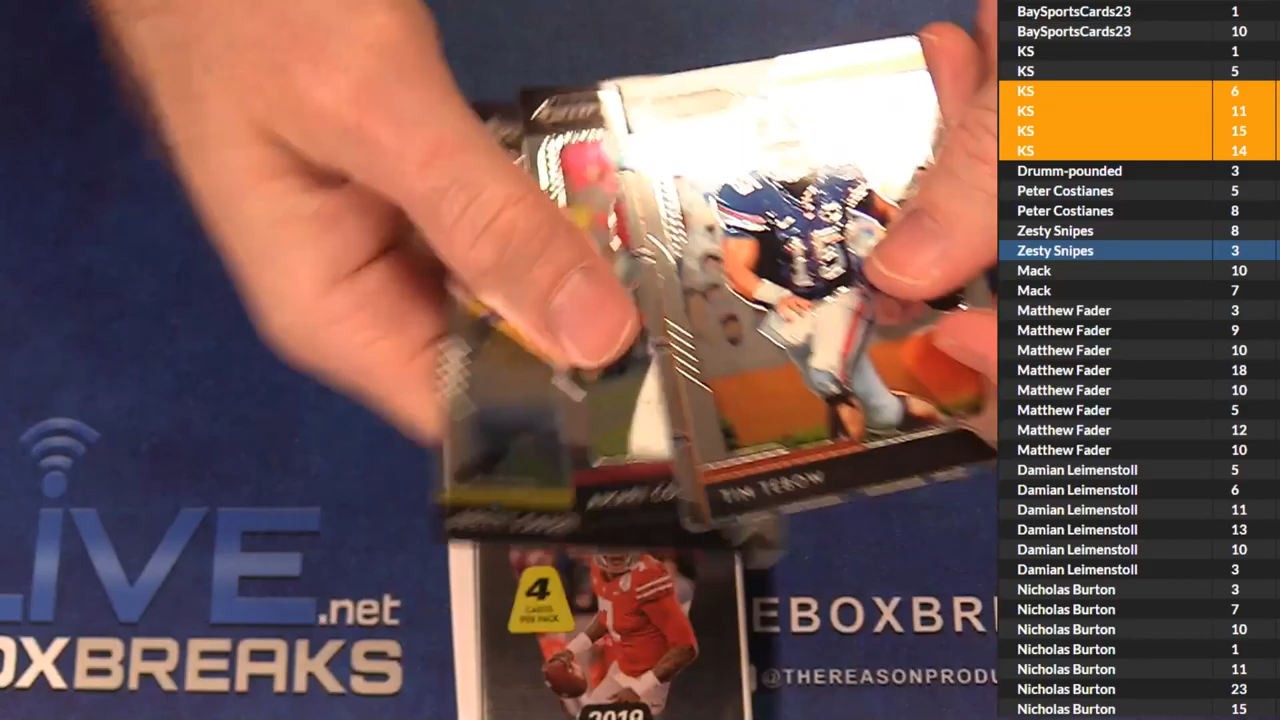 BaySportsCards23 1
BaySportsCards23 10
KS 1
KS 5
KS 6
KS 11
KS 15
KS 14
Drumm-pounded 3
Peter Costianes 5
Peter Costianes 8
Zesty Snipes 8
Zesty Snipes 3
Mack 10
Mack 7
Matthew Fader 3
Matthew Fader 9
Matthew Fader 10
Matthew Fader 18
Matthew Fader 10
Matthew Fader 5
Matthew Fader 12
Matthew Fader 10
Damian Leimenstoll 5
Damian Leimenstoll 6
Damian Leimenstoll 11
Damian Leimenstoll 13
Damian Leimenstoll 10
Damian Leimenstoll 3
Nicholas Burton 3
Nicholas Burton 7
Nicholas Burton 10
Nicholas Burton 1
Nicholas Burton 11
Nicholas Burton 23
Nicholas Burton 15
15
TIM TEBOW
4
CARDS
PER PACK
7
2019
LIVE.net
OXBREAKS
EBOXBR
@THEREASONPRODU